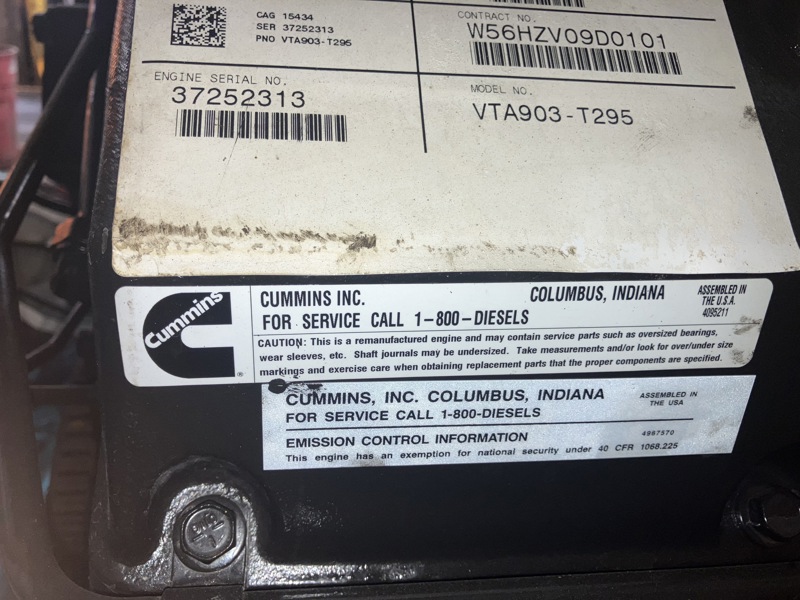 CAG 15434
SER 37252313
PND VTA903-T295
CONTRACT NO.
W56HZV09D0101
ENGINE SERIAL NO.
37252313
MODEL NO.
VTA903-T295
Cummins
CUMMINS INC. COLUMBUS, INDIANA
FOR SERVICE CALL 1-800-DIESELS
ASSEMBLED IN
THE U.S.A.
4095211
CAUTION: This is a remanufactured engine and may contain service parts such as oversized bearings,
wear sleeves, etc. Shaft journals may be undersized. Take measurements and/or look for over/under size
markings and exercise care when obtaining replacement parts that the proper components are specified.
CUMMINS, INC. COLUMBUS, INDIANA
FOR SERVICE CALL 1-800-DIESELS
ASSEMBLED IN
THE USA
EMISSION CONTROL INFORMATION
4967570
This engine has an exemption for national security under 40 CFR 1068.225